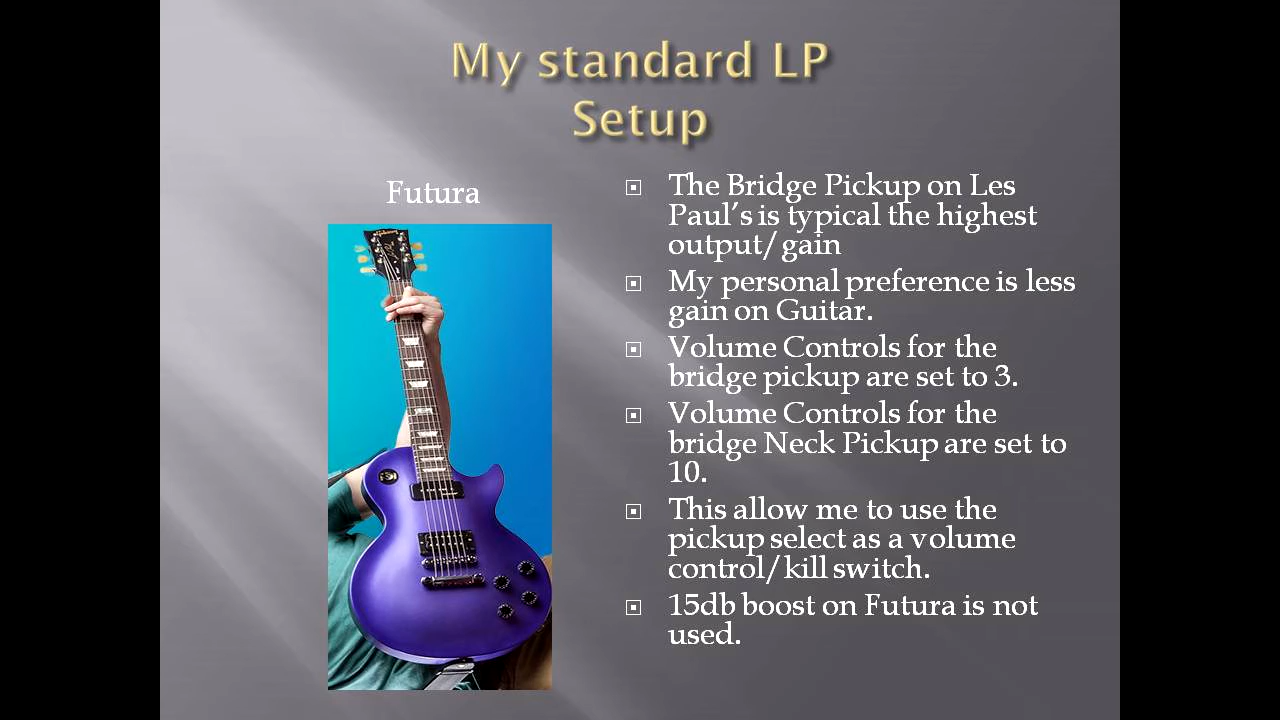 My standard LP
Setup
Futura
The Bridge Pickup on Les
Paul’s is typical the highest
output/gain
My personal preference is less
gain on Guitar.
Volume Controls for the
bridge pickup are set to 3.
Volume Controls for the
bridge Neck Pickup are set to
10.
This allow me to use the
pickup select as a volume
control/kill switch.
15db boost on Futura is not
used.
Gibson